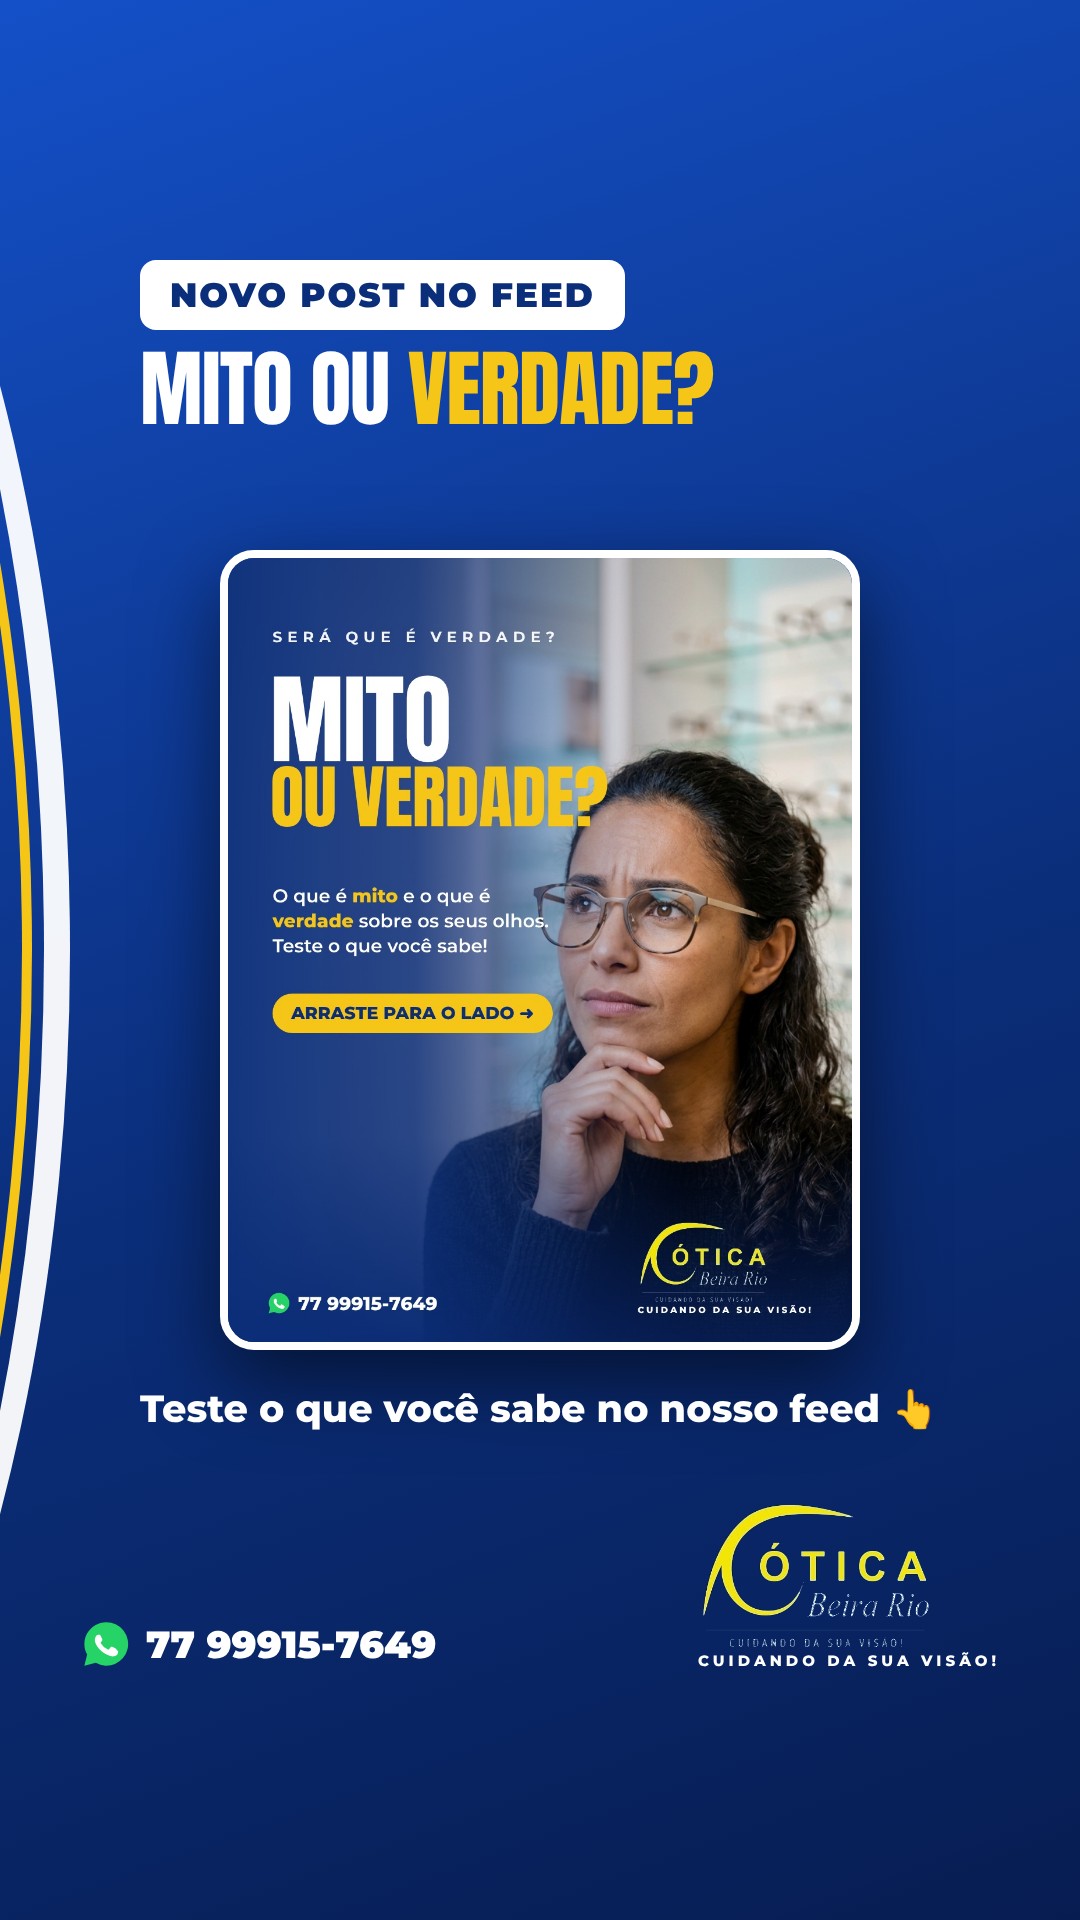 NOVO POST NO FEED
MITO OU VERDADE?
SERÁ QUE É VERDADE?
MITO
OU VERDADE?
O que é mito e o que é
verdade sobre os seus olhos.
Teste o que você sabe!
ARRASTE PARA O LADO →
ÓTICA
Beira Rio
CUIDANDO DA SUA VISÃO!
CUIDANDO DA SUA VISÃO!
77 99915-7649
Teste o que você sabe no nosso feed 👆
ÓTICA
Beira Rio
CUIDANDO DA SUA VISÃO!
CUIDANDO DA SUA VISÃO!
77 99915-7649